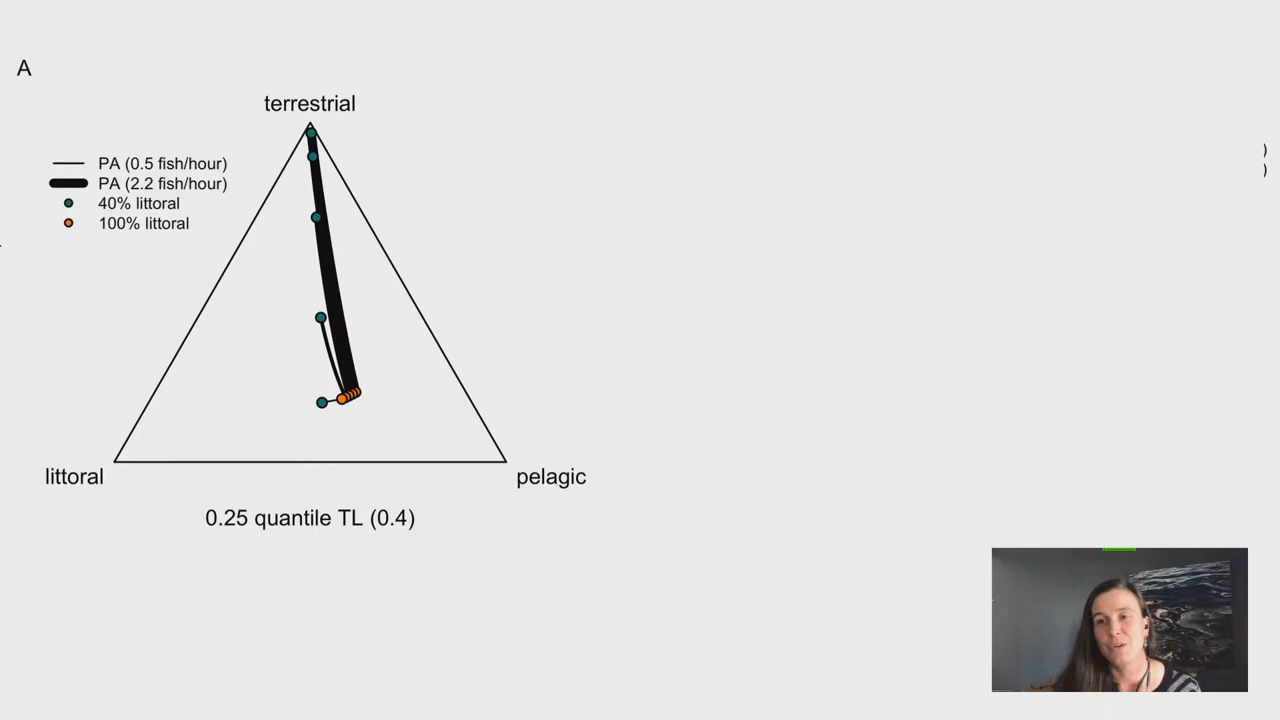 A
terrestrial
PA (0.5 fish/hour)
PA (2.2 fish/hour)
40% littoral
100% littoral
littoral
pelagic
0.25 quantile TL (0.4)
)
)